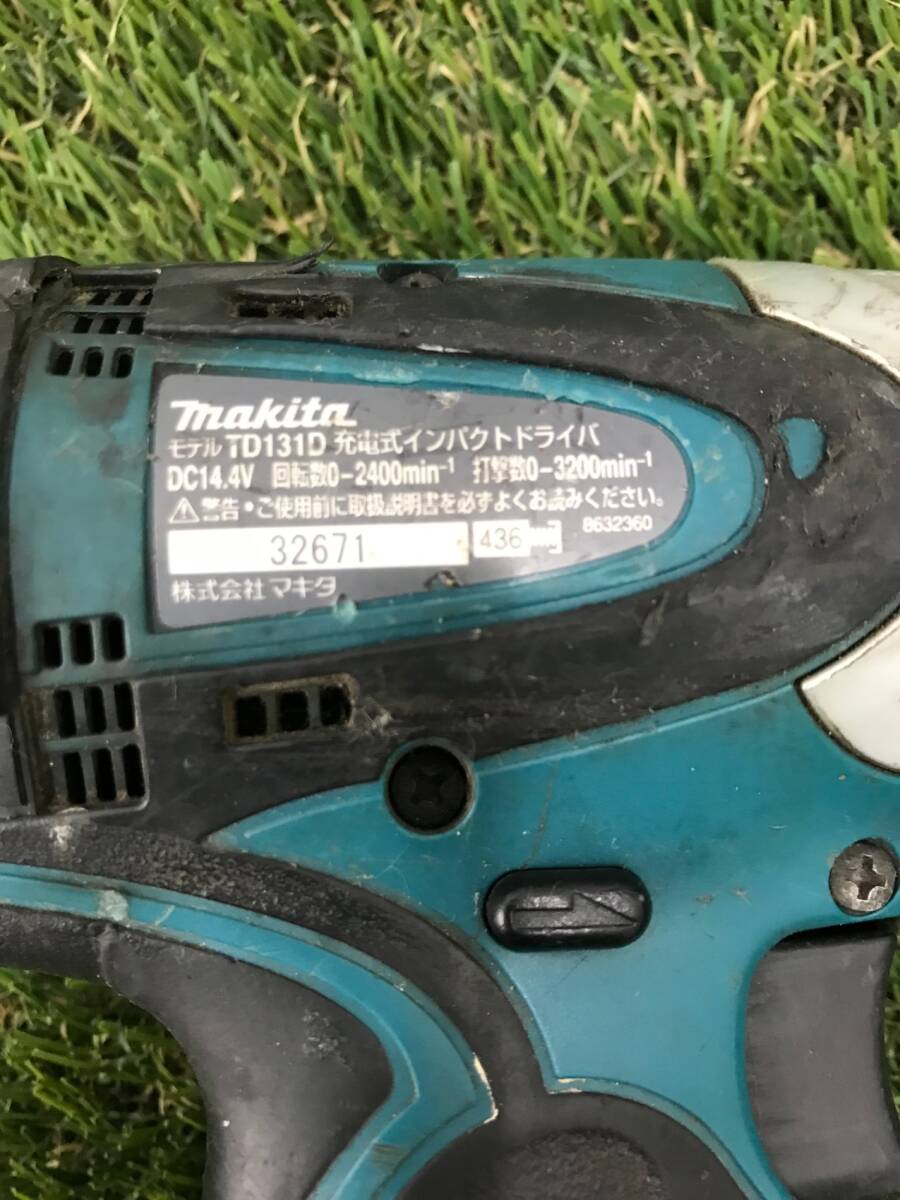 makita
モデル TD131D 充電式インパクトドライバ
DC14.4V 回転数0-2400min-1 打撃数0-3200min-1
⚠警告・ご使用前に取扱説明書を必ずよくお読みください。
8632360
32671 436
株式会社 マキタ